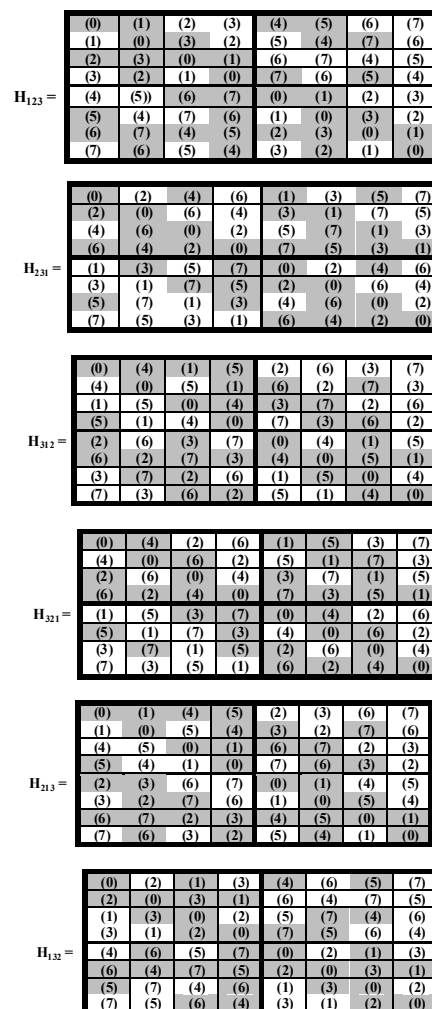 (0) (1) (2) (3) (4) (5) (6) (7)
(1) (0) (3) (2) (5) (4) (7) (6)
(2) (3) (0) (1) (6) (7) (4) (5)
(3) (2) (1) (0) (7) (6) (5) (4)
H123 = (4) (5)) (6) (7) (0) (1) (2) (3)
(5) (4) (7) (6) (1) (0) (3) (2)
(6) (7) (4) (5) (2) (3) (0) (1)
(7) (6) (5) (4) (3) (2) (1) (0)
(0) (2) (4) (6) (1) (3) (5) (7)
(2) (0) (6) (4) (3) (1) (7) (5)
(4) (6) (0) (2) (5) (7) (1) (3)
(6) (4) (2) (0) (7) (5) (3) (1)
H231 = (1) (3) (5) (7) (0) (2) (4) (6)
(3) (1) (7) (5) (2) (0) (6) (4)
(5) (7) (1) (3) (4) (6) (0) (2)
(7) (5) (3) (1) (6) (4) (2) (0)
(0) (4) (1) (5) (2) (6) (3) (7)
(4) (0) (5) (1) (6) (2) (7) (3)
(1) (5) (0) (4) (3) (7) (2) (6)
(5) (1) (4) (0) (7) (3) (6) (2)
H312 = (2) (6) (3) (7) (0) (4) (1) (5)
(6) (2) (7) (3) (4) (0) (5) (1)
(3) (7) (2) (6) (1) (5) (0) (4)
(7) (3) (6) (2) (5) (1) (4) (0)
(0) (4) (2) (6) (1) (5) (3) (7)
(4) (0) (6) (2) (5) (1) (7) (3)
(2) (6) (0) (4) (3) (7) (1) (5)
(6) (2) (4) (0) (7) (3) (5) (1)
H321 = (1) (5) (3) (7) (0) (4) (2) (6)
(5) (1) (7) (3) (4) (0) (6) (2)
(3) (7) (1) (5) (2) (6) (0) (4)
(7) (3) (5) (1) (6) (2) (4) (0)
(0) (1) (4) (5) (2) (3) (6) (7)
(1) (0) (5) (4) (3) (2) (7) (6)
(4) (5) (0) (1) (6) (7) (2) (3)
(5) (4) (1) (0) (7) (6) (3) (2)
H213 = (2) (3) (6) (7) (0) (1) (4) (5)
(3) (2) (7) (6) (1) (0) (5) (4)
(6) (7) (2) (3) (4) (5) (0) (1)
(7) (6) (3) (2) (5) (4) (1) (0)
(0) (2) (1) (3) (4) (6) (5) (7)
(2) (0) (3) (1) (6) (4) (7) (5)
(1) (3) (0) (2) (5) (7) (4) (6)
(3) (1) (2) (0) (7) (5) (6) (4)
H132 = (4) (6) (5) (7) (0) (2) (1) (3)
(6) (4) (7) (5) (2) (0) (3) (1)
(5) (7) (4) (6) (1) (3) (0) (2)
(7) (5) (6) (4) (3) (1) (2) (0)